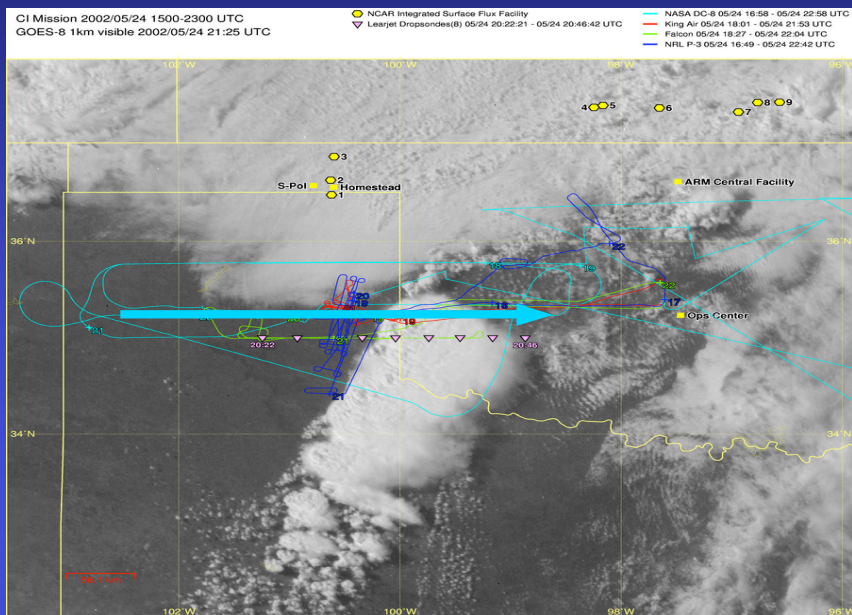 CI Mission 2002/05/24 1500-2300 UTC
GOES-8 1km visible 2002/05/24 21:25 UTC
NCAR Integrated Surface Flux Facility
Learjet Dropsondes(8) 05/24 20:22:21 - 05/24 20:46:42 UTC
NASA DC-8 05/24 16:58 - 05/24 22:58 UTC
King Air 05/24 18:01 - 05/24 21:53 UTC
Falcon 05/24 18:27 - 05/24 22:04 UTC
NRL P-3 05/24 16:49 - 05/24 22:42 UTC
102°W 100°W 98°W 96°W
4 5 6 7 8 9
3
2
S-Pol Homestead
1
ARM Central Facility
36°N
22
18 19
22
20
19 18 17
19
Ops Center
21
20:22 20:46
21
34°N
102°W 100°W 98°W 96°W